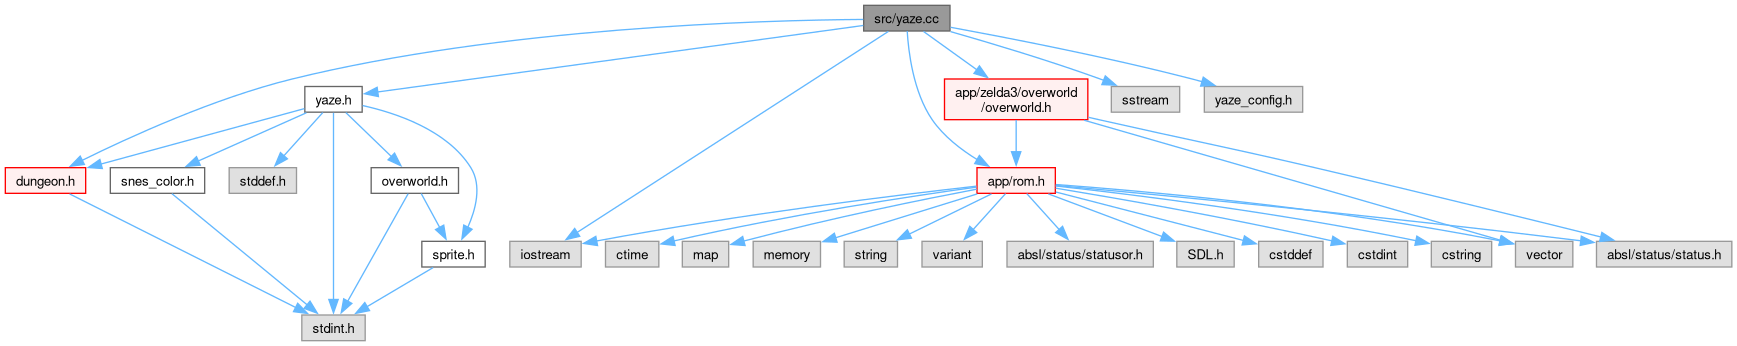 src/yaze.cc
yaze.h
app/zelda3/overworld
/overworld.h
sstream
yaze_config.h
dungeon.h
snes_color.h
stddef.h
overworld.h
app/rom.h
sprite.h
iostream
ctime
map
memory
string
variant
absl/status/statusor.h
SDL.h
cstddef
cstdint
cstring
vector
absl/status/status.h
stdint.h